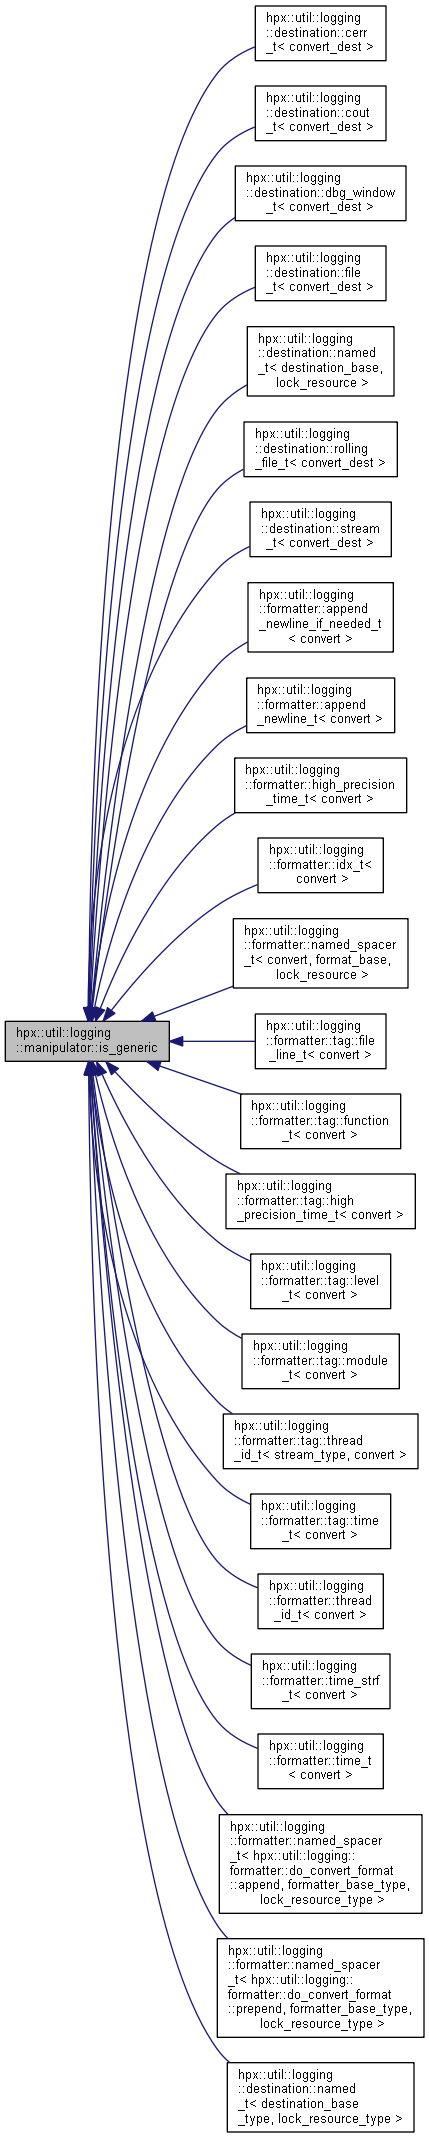 hpx::util::logging
::destination::cerr
_t< convert_dest >
hpx::util::logging
::destination::cout
_t< convert_dest >
hpx::util::logging
::destination::dbg_window
_t< convert_dest >
hpx::util::logging
::destination::file
_t< convert_dest >
hpx::util::logging
::destination::named
_t< destination_base,
lock_resource >
hpx::util::logging
::destination::rolling
_file_t< convert_dest >
hpx::util::logging
::destination::stream
_t< convert_dest >
hpx::util::logging
::formatter::append
_newline_if_needed_t
< convert >
hpx::util::logging
::formatter::append
_newline_t< convert >
hpx::util::logging
::formatter::high_precision
_time_t< convert >
hpx::util::logging
::formatter::idx_t<
convert >
hpx::util::logging
::formatter::named_spacer
_t< convert, format_base,
lock_resource >
hpx::util::logging
::manipulator::is_generic
hpx::util::logging
::formatter::tag::file
_line_t< convert >
hpx::util::logging
::formatter::tag::function
_t< convert >
hpx::util::logging
::formatter::tag::high
_precision_time_t< convert >
hpx::util::logging
::formatter::tag::level
_t< convert >
hpx::util::logging
::formatter::tag::module
_t< convert >
hpx::util::logging
::formatter::tag::thread
_id_t< stream_type, convert >
hpx::util::logging
::formatter::tag::time
_t< convert >
hpx::util::logging
::formatter::thread
_id_t< convert >
hpx::util::logging
::formatter::time_strf
_t< convert >
hpx::util::logging
::formatter::time_t
< convert >
hpx::util::logging
::formatter::named_spacer
_t< hpx::util::logging::
formatter::do_convert_format
::append, formatter_base_type,
lock_resource_type >
hpx::util::logging
::formatter::named_spacer
_t< hpx::util::logging::
formatter::do_convert_format
::prepend, formatter_base_type,
lock_resource_type >
hpx::util::logging
::destination::named
_t< destination_base
_type, lock_resource_type >